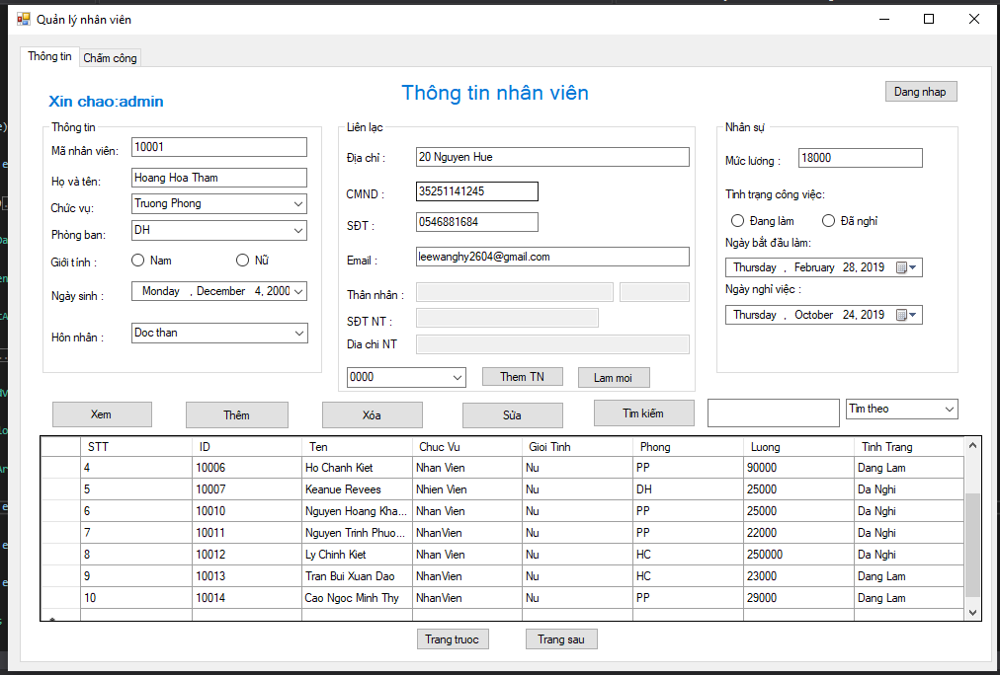 Quản lý nhân viên
Thông tin Chấm công
Xin chao:admin
Thông tin nhân viên
Dang nhap
Thông tin
Mã nhân viên: 10001
Họ và tên: Hoang Hoa Tham
Chức vụ: Truong Phong
Phòng ban: DH
Giới tính : Nam Nữ
Ngày sinh : Monday , December 4, 2000
Hôn nhân : Doc than
Liên lạc
Địa chỉ : 20 Nguyen Hue
CMND : 35251141245
SĐT : 0546881684
Email : leewanghy2604@gmail.com
Thân nhân :
SĐT NT :
Dia chi NT
0000 Them TN Lam moi
Nhân sự
Mức lương : 18000
Tình trạng công việc:
Đang làm Đã nghỉ
Ngày bắt đầu làm:
Thursday , February 28, 2019
Ngày nghỉ việc :
Thursday , October 24, 2019
Xem Thêm Xóa Sửa Tìm kiếm Tìm theo
STT ID Ten Chuc Vu Gioi Tinh Phong Luong Tinh Trang
4 10006 Ho Chanh Kiet Nhan Vien Nu PP 90000 Dang Lam
5 10007 Keanue Revees Nhien Vien Nu DH 25000 Da Nghi
6 10010 Nguyen Hoang Kha... Nhan Vien Nu PP 25000 Da Nghi
7 10011 Nguyen Trinh Phuo... NhanVien Nu PP 22000 Da Nghi
8 10012 Ly Chinh Kiet NhanVien Nu HC 250000 Da Nghi
9 10013 Tran Bui Xuan Dao NhanVien Nu HC 23000 Dang Lam
10 10014 Cao Ngoc Minh Thy NhanVien Nu PP 29000 Dang Lam
Trang truoc Trang sau